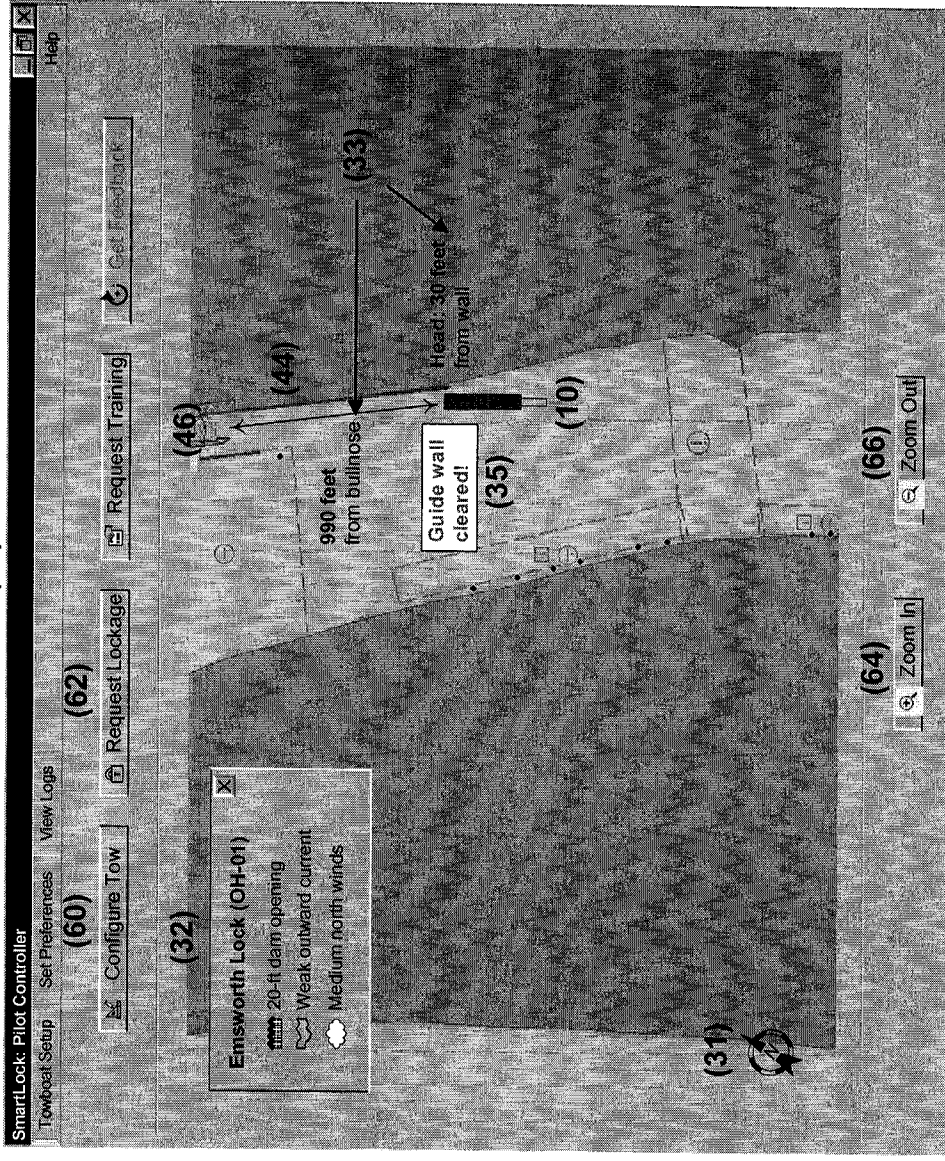 SmartLock: Pilot Controller
Towboat Setup Set Preferences View Logs Help
(60) (62)
Configure Tow Request Lockage Request Training Get Feedback
(32) (46)
Emsworth Lock (OH-01)
20-ft dam opening
Weak outward current
Medium north winds
(44)
(33)
990 feet
from bullnose
Head: 30 feet
from wall
Guide wall
cleared!
(35)
(10)
(31)
N
(64) (66)
Zoom In Zoom Out